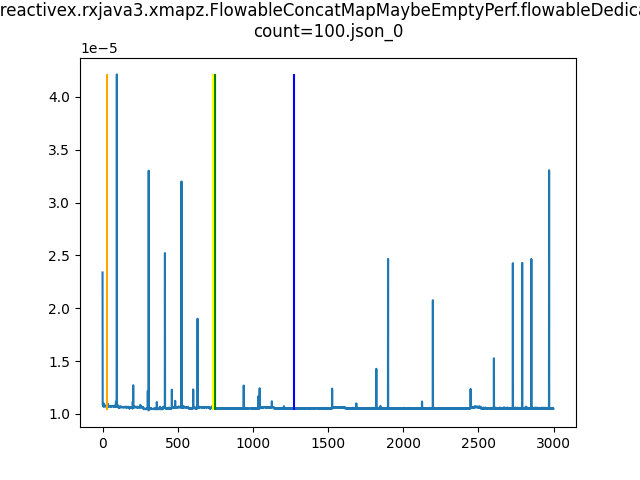 reactivex.rxjava3.xmapz.FlowableConcatMapMaybeEmptyPerf.flowableDedica
count=100.json_0
1e−5
4.0
3.5
3.0
2.5
2.0
1.5
1.0
0 500 1000 1500 2000 2500 3000